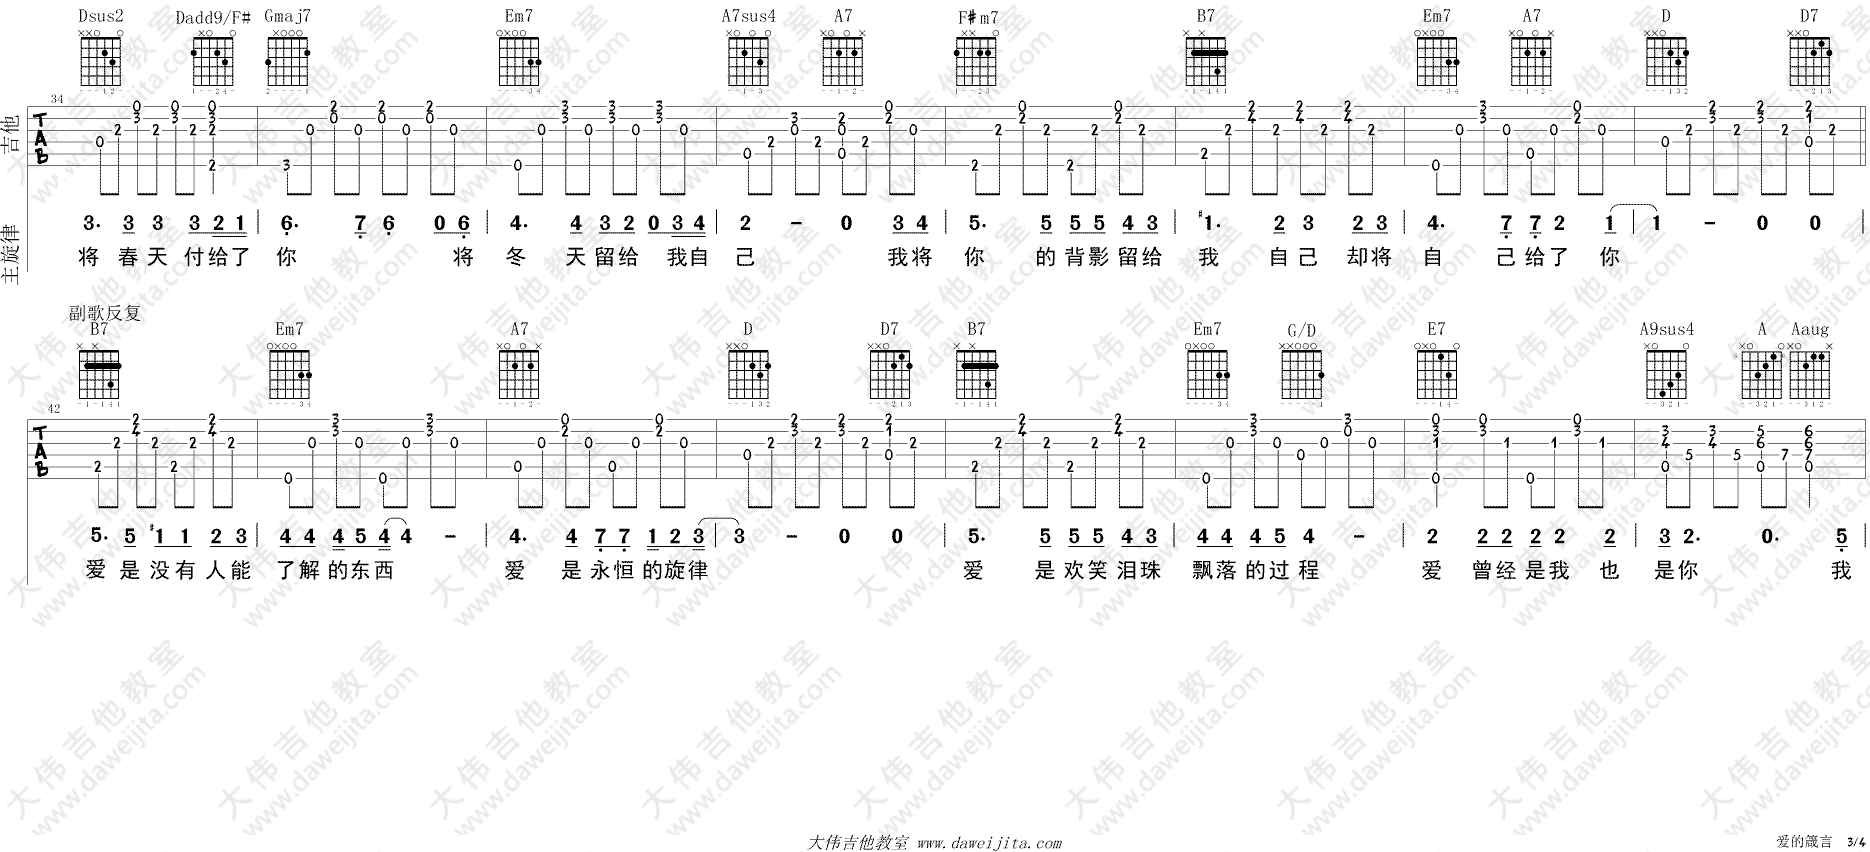 Dsus2 Dadd9/F# Gmaj7 Em7 A7sus4 A7 F#m7 B7 Em7 A7 D D7
34
吉他 TAB
主旋律
3. 3 3 3 2 1 | 6. 7 6 0 6 | 4. 4 3 2 0 3 4 | 2 - 0 3 4 | 5. 5 5 5 4 3 | #1. 2 3 2 3 | 4. 7 7 2 1 | 1 - 0 0 |
将 春 天 付 给 了 你 将 冬 天 留 给 我 自 己 我 将 你 的 背 影 留 给 我 自 己 却 将 自 己 给 了 你
副歌反复
B7 Em7 A7 D D7 B7 Em7 G/D E7 A9sus4 A Aaug
42
TAB
5. 5 #1 1 2 3 | 4 4 4 5 4 4 - | 4. 4 7 7 1 2 3 | 3 - 0 0 | 5. 5 5 5 4 3 | 4 4 4 5 4 - | 2 2 2 2 2 2 | 3 2. 0. 5 |
爱 是 没 有 人 能 了 解 的 东 西 爱 是 永 恒 的 旋 律 爱 是 欢 笑 泪 珠 飘 落 的 过 程 爱 曾 经 是 我 也 是 你 我
大伟吉他教室 www.daweijita.com
爱的箴言 3/4